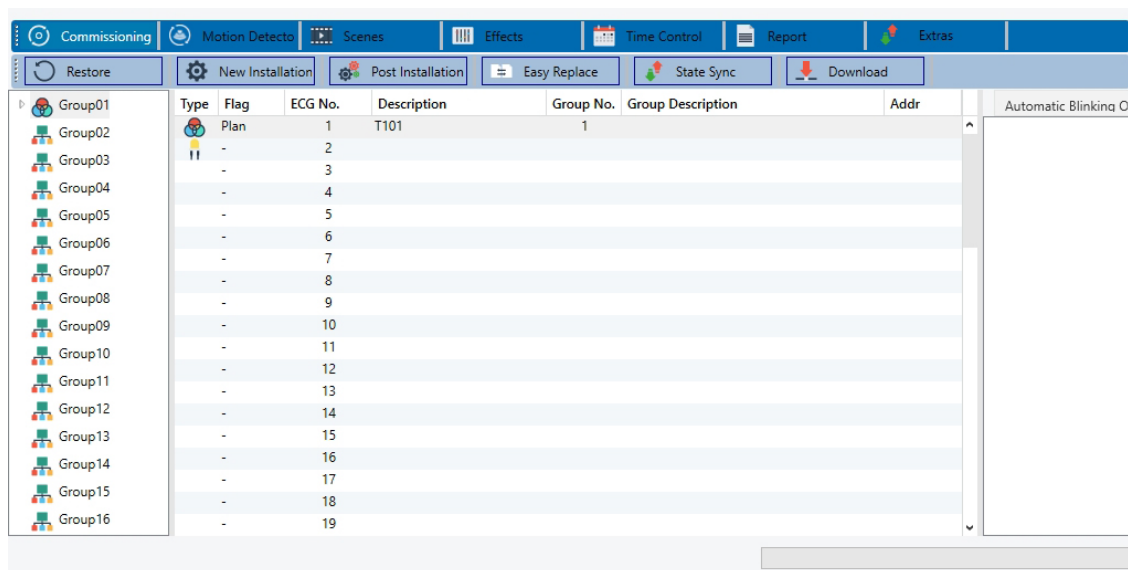 Commissioning Motion Detecto Scenes Effects Time Control Report Extras
Restore New Installation Post Installation Easy Replace State Sync Download
Group01
Group02
Group03
Group04
Group05
Group06
Group07
Group08
Group09
Group10
Group11
Group12
Group13
Group14
Group15
Group16
Type Flag ECG No. Description Group No. Group Description Addr
Plan 1 T101 1
- 2
- 3
- 4
- 5
- 6
- 7
- 8
- 9
- 10
- 11
- 12
- 13
- 14
- 15
- 16
- 17
- 18
- 19
Automatic Blinking O